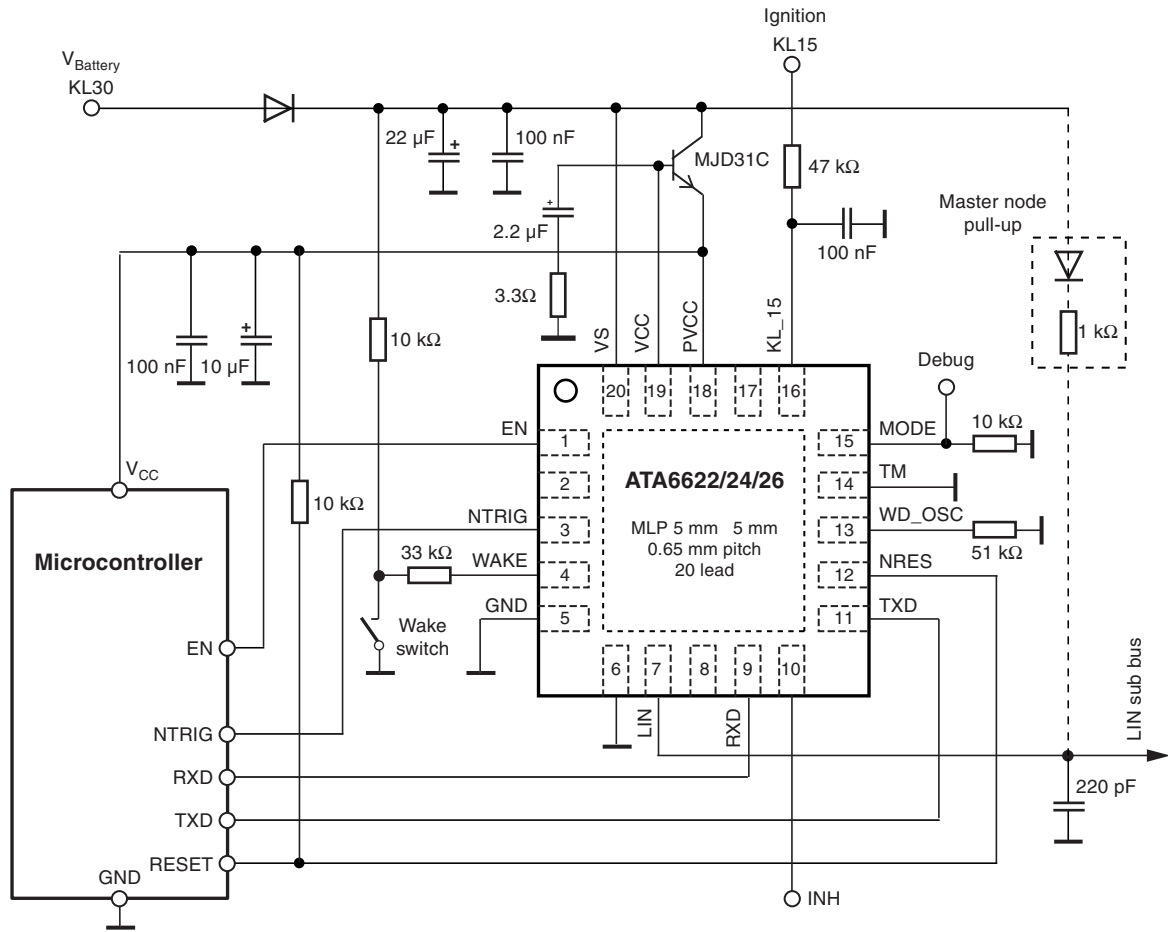 Ignition
KL15
V_Battery
KL30
22 µF
+
100 nF
MJD31C
47 kΩ
Master node
pull-up
+
2.2 µF
100 nF
3.3Ω
VS
VCC
PVCC
KL_15
+
100 nF
10 µF
10 kΩ
1 kΩ
Debug
20
19
18
17
16
EN
1
15
MODE
10 kΩ
V_CC
2
ATA6622/24/26
14
TM
10 kΩ
NTRIG
3
MLP 5 mm 5 mm
0.65 mm pitch
20 lead
13
WD_OSC
51 kΩ
Microcontroller
33 kΩ
WAKE
4
12
NRES
GND
5
11
TXD
Wake
switch
EN
6
7
8
9
10
LIN
RXD
LIN sub bus
NTRIG
RXD
220 pF
TXD
RESET
GND
INH